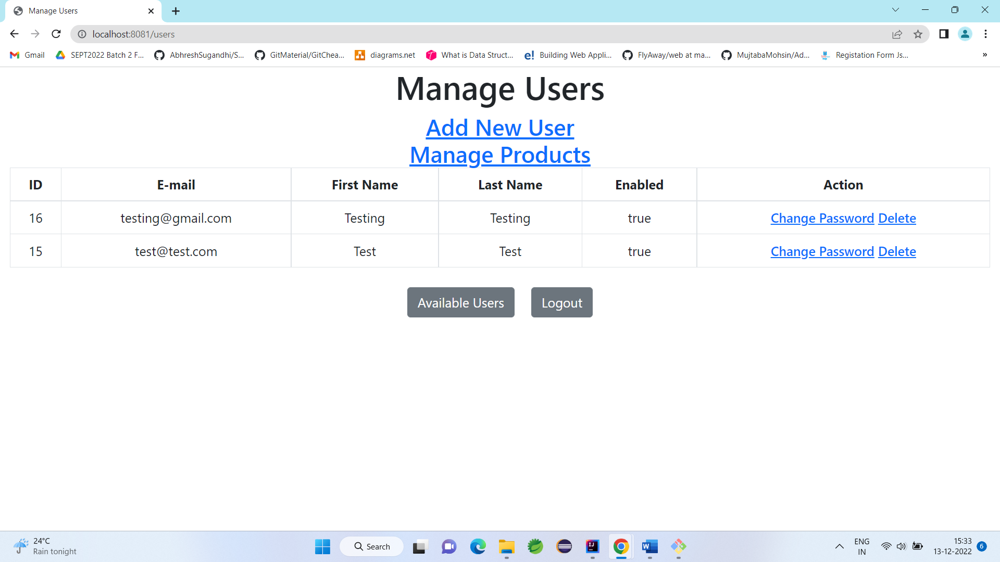 Manage Users
localhost:8081/users
Gmail SEPT2022 Batch 2 F... AbhreshSugandhi/S... GitMaterial/GitChea... diagrams.net What is Data Struct... e! Building Web Appli... FlyAway/web at ma... MujtabaMohsin/Ad... Registation Form Js... »
Manage Users
Add New User
Manage Products
ID E-mail First Name Last Name Enabled Action
16 testing@gmail.com Testing Testing true Change Password Delete
15 test@test.com Test Test true Change Password Delete
Available Users Logout
24°C
Rain tonight
Search
IJ
W
ENG
IN
15:33
13-12-2022
6